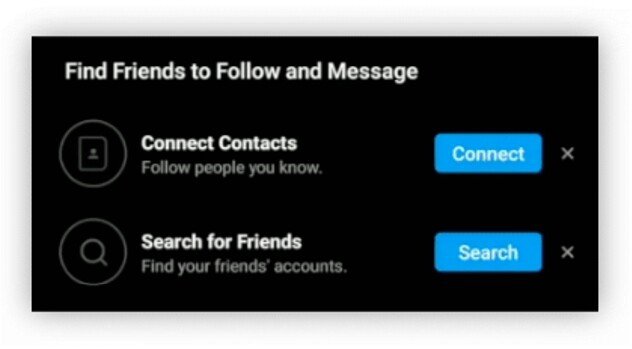 Find Friends to Follow and Message
Connect Contacts
Follow people you know.
Connect
Search for Friends
Find your friends' accounts.
Search